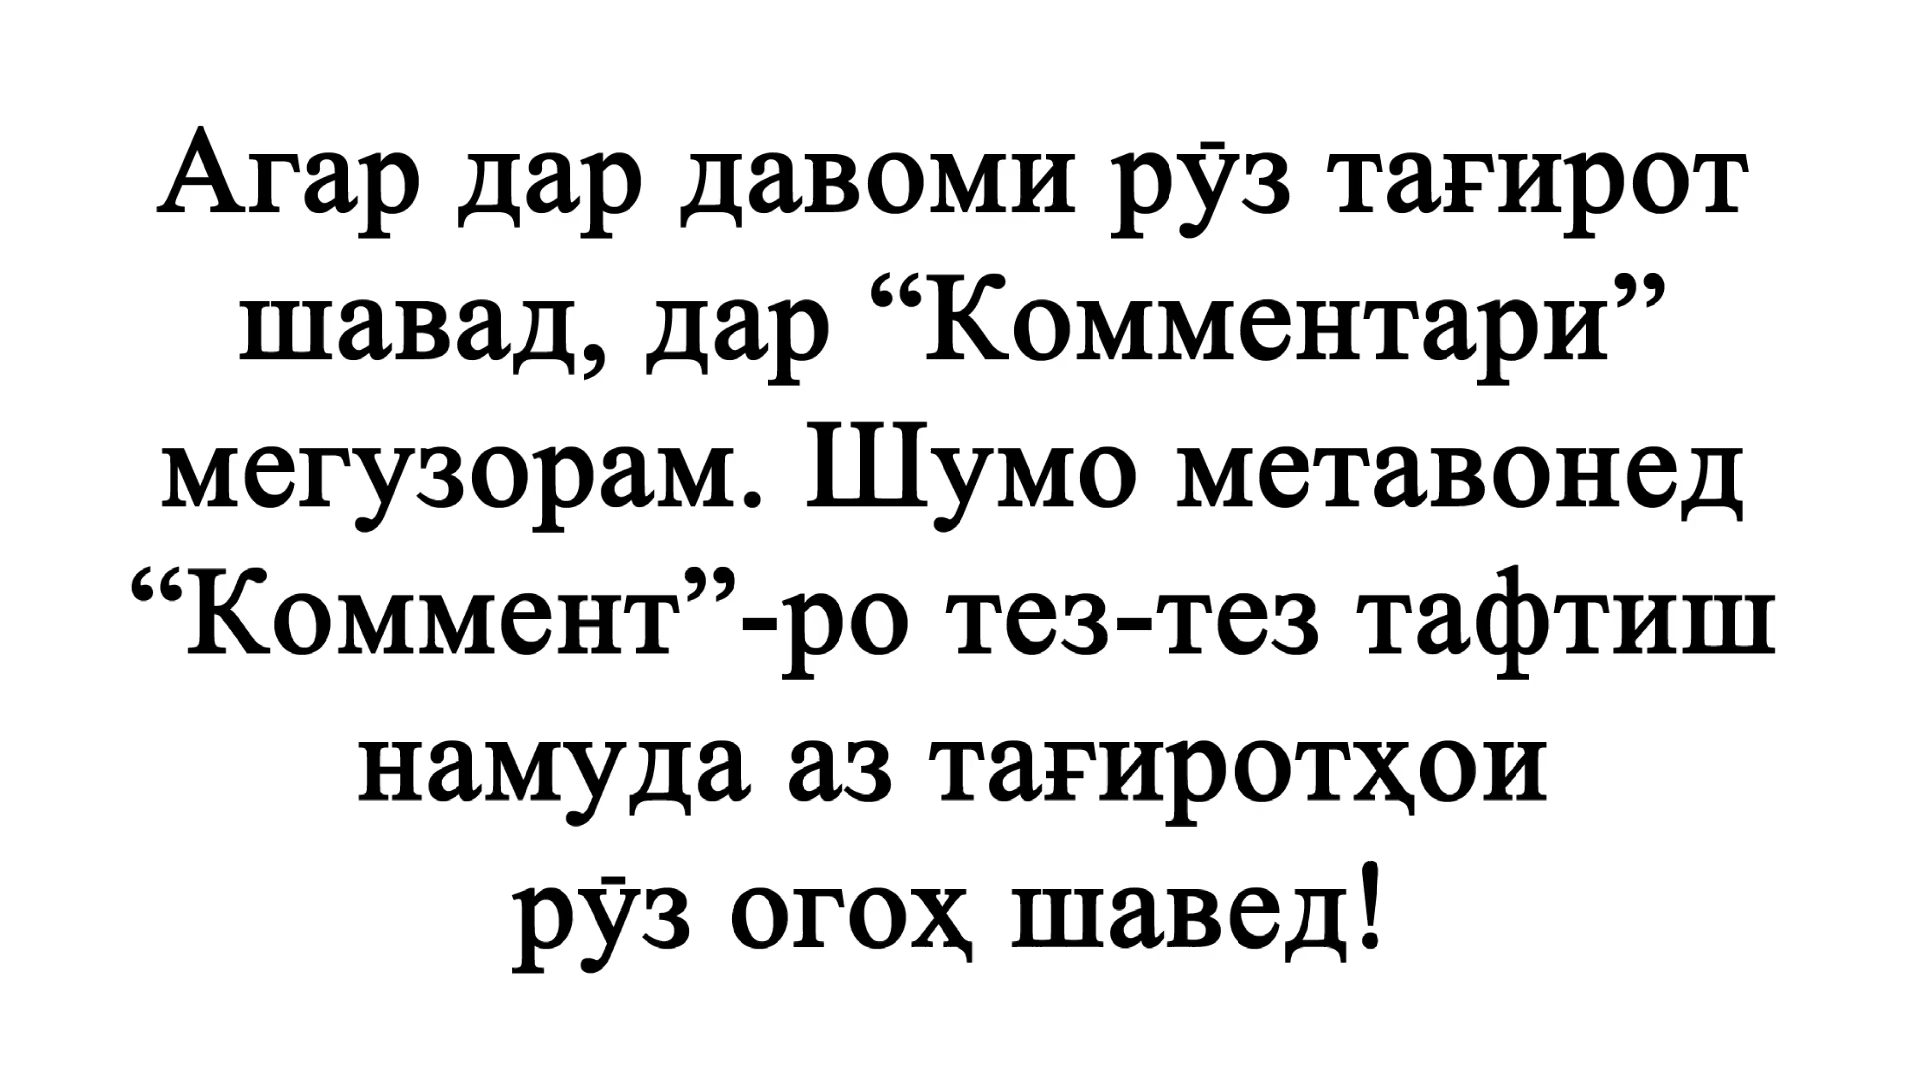 Агар дар давоми рӯз тағирот
шавад, дар “Комментари”
мегузорам. Шумо метавонед
“Коммент”-ро тез-тез тафтиш
намуда аз тағиротҳои
рӯз огоҳ шавед!